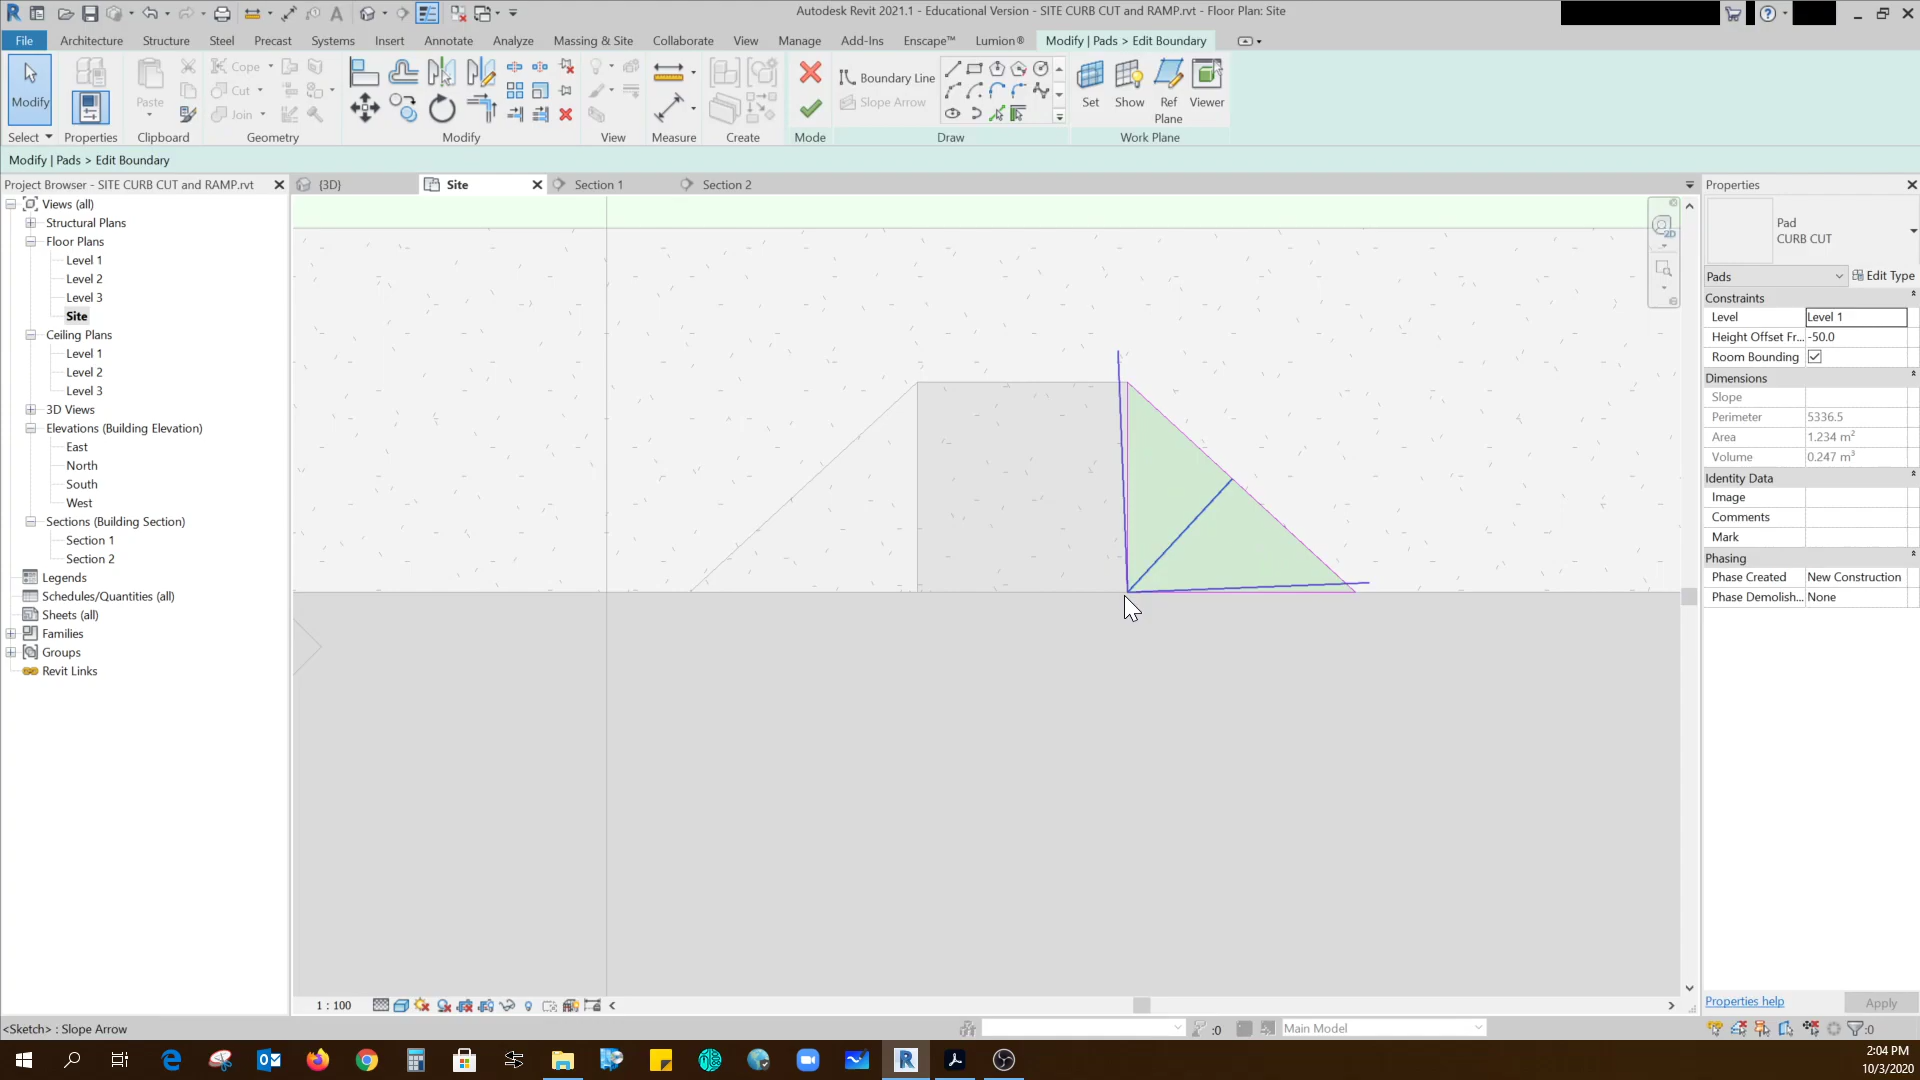 Autodesk Revit 2021.1 - Educational Version - SITE CURB CUT and RAMP.rvt - Floor Plan: Site
File Architecture Structure Steel Precast Systems Insert Annotate Analyze Massing & Site Collaborate View Manage Add-Ins Enscape™ Lumion® Modify | Pads > Edit Boundary
Modify
Paste
Cope
Cut
Join
Boundary Line
Slope Arrow
Set Show Ref Plane Viewer
Select Properties Clipboard Geometry Modify View Measure Create Mode Draw Work Plane
Modify | Pads > Edit Boundary
Project Browser - SITE CURB CUT and RAMP.rvt
{3D} Site Section 1 Section 2
Views (all)
Structural Plans
Floor Plans
Level 1
Level 2
Level 3
Site
Ceiling Plans
Level 1
Level 2
Level 3
3D Views
Elevations (Building Elevation)
East
North
South
West
Sections (Building Section)
Section 1
Section 2
Legends
Schedules/Quantities (all)
Sheets (all)
Families
Groups
Revit Links
2D
Properties
Pad
CURB CUT
Pads Edit Type
Constraints
Level Level 1
Height Offset Fr... -50.0
Room Bounding
Dimensions
Slope
Perimeter 5336.5
Area 1.234 m²
Volume 0.247 m³
Identity Data
Image
Comments
Mark
Phasing
Phase Created New Construction
Phase Demolish... None
Properties help Apply
1 : 100
<Sketch> : Slope Arrow
:0 Main Model :0
2:04 PM
10/3/2020